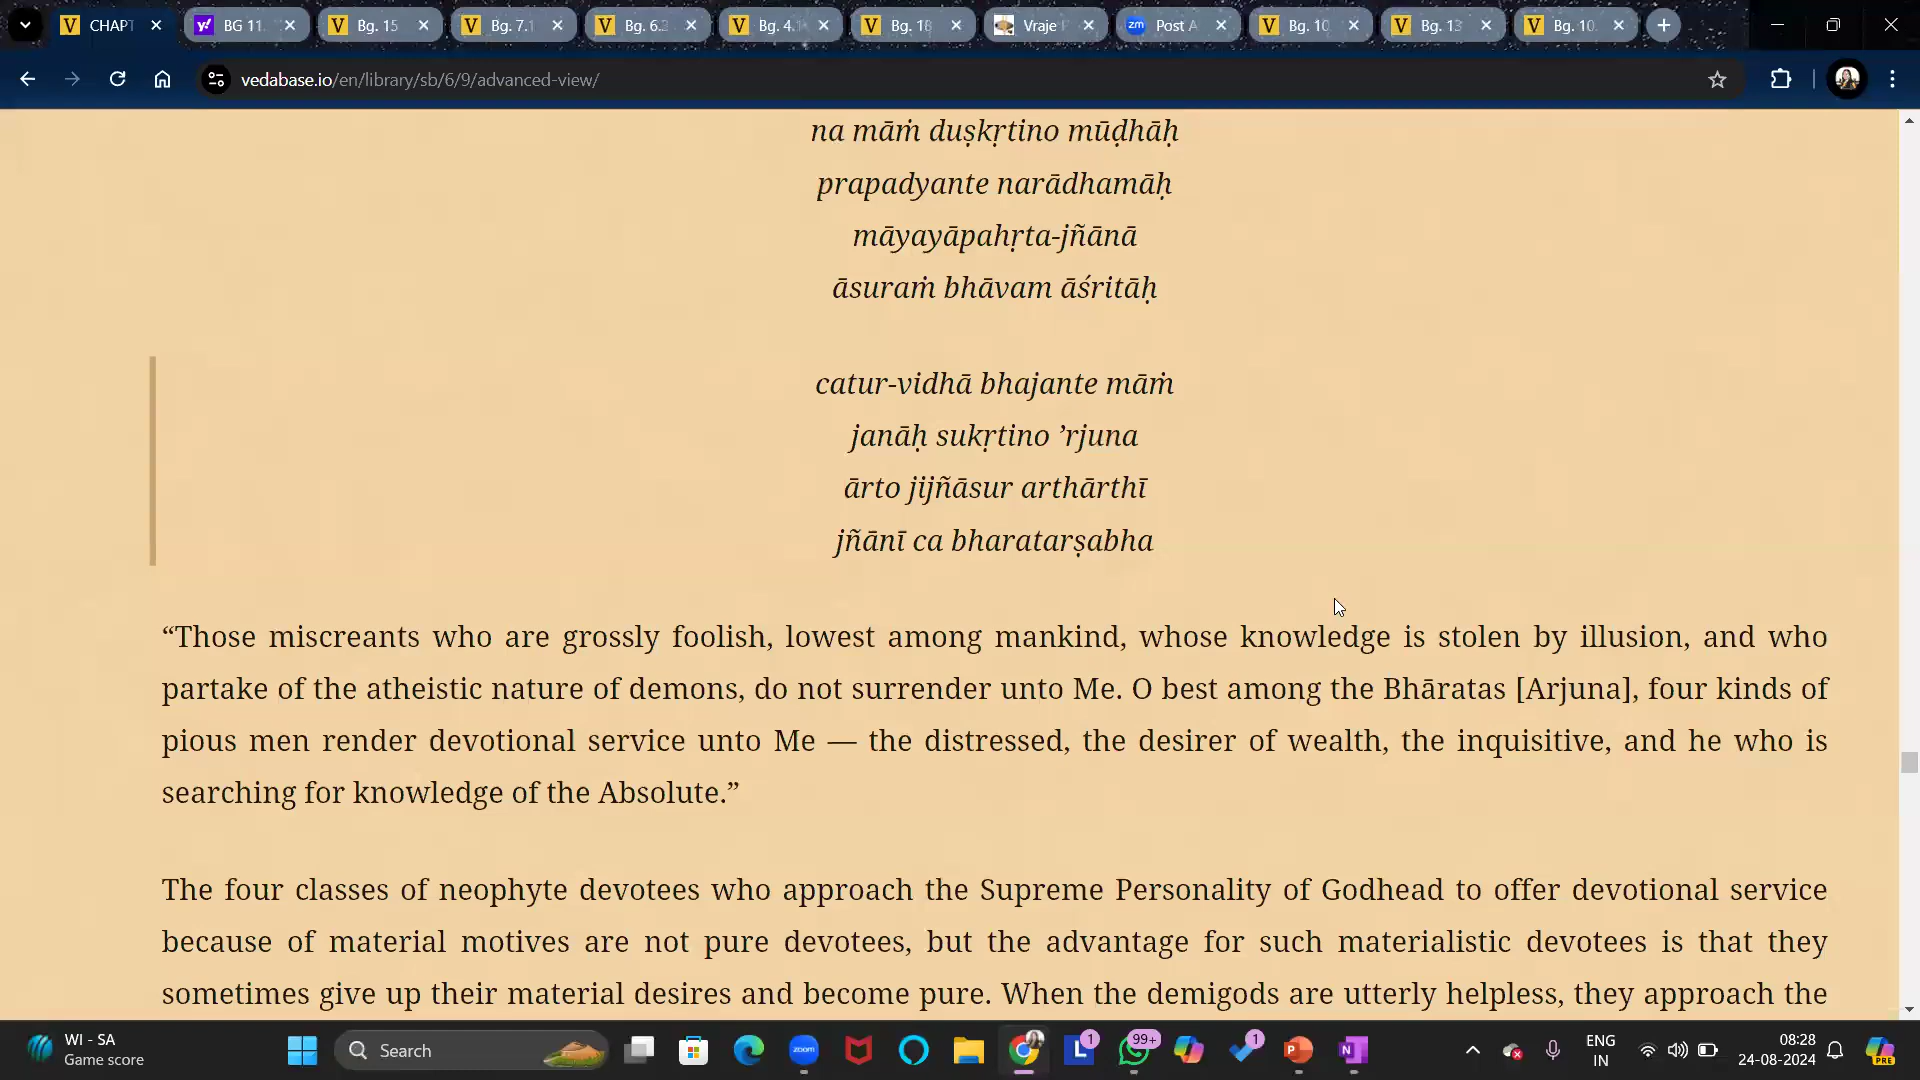 CHAPT
BG 11.
Bg. 15
Bg. 7.1
Bg. 6.
Bg. 4.
Bg. 18
Vraje
Post A
Bg. 10
Bg. 13
Bg. 10.
vedabase.io/en/library/sb/6/9/advanced-view/
na māṁ duṣkṛtino mūḍhāḥ
prapadyante narādhamāḥ
māyayāpahṛta-jñānā
āsuraṁ bhāvam āśritāḥ
catur-vidhā bhajante māṁ
janāḥ sukṛtino ’rjuna
ārto jijñāsur arthārthī
jñānī ca bharatarṣabha
“Those miscreants who are grossly foolish, lowest among mankind, whose knowledge is stolen by illusion, and who
partake of the atheistic nature of demons, do not surrender unto Me. O best among the Bhāratas [Arjuna], four kinds of
pious men render devotional service unto Me — the distressed, the desirer of wealth, the inquisitive, and he who is
searching for knowledge of the Absolute.”
The four classes of neophyte devotees who approach the Supreme Personality of Godhead to offer devotional service
because of material motives are not pure devotees, but the advantage for such materialistic devotees is that they
sometimes give up their material desires and become pure. When the demigods are utterly helpless, they approach the
WI - SA
Game score
Search
zoom
1
99+
1
ENG
IN
08:28
24-08-2024
PRE